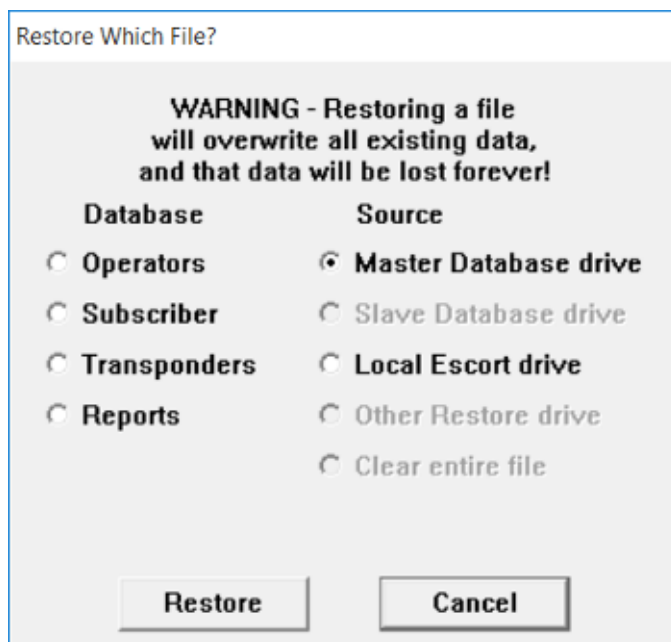 Restore Which File?
WARNING - Restoring a file
will overwrite all existing data,
and that data will be lost forever!
Database Source
Operators Master Database drive
Subscriber Slave Database drive
Transponders Local Escort drive
Reports Other Restore drive
Clear entire file
Restore Cancel